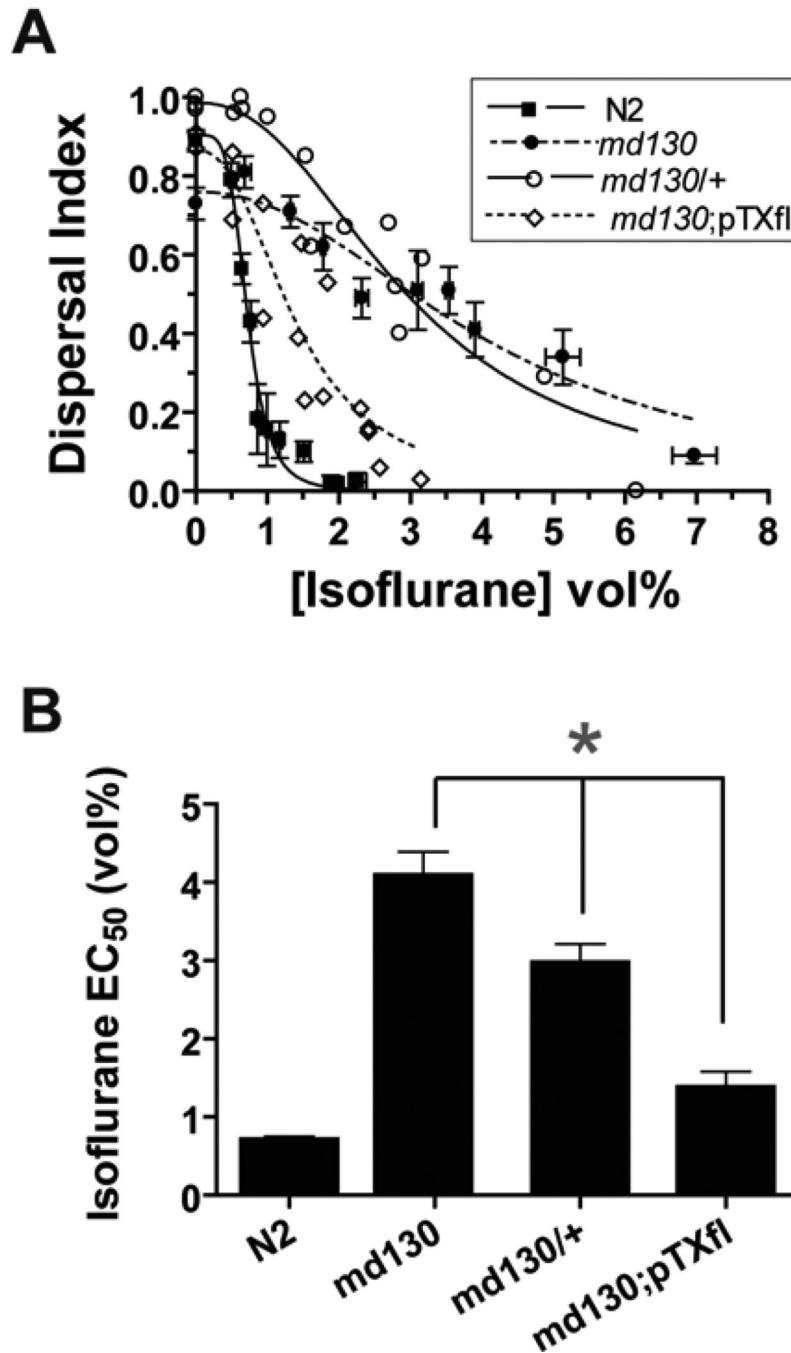 A
Dispersal Index
1.0
0.8
0.6
0.4
0.2
0.0
0 1 2 3 4 5 6 7 8
[Isoflurane] vol%
N2
md130
md130/+
md130;pTXfl
B
*
Isoflurane EC50 (vol%)
5
4
3
2
1
0
N2
md130
md130/+
md130;pTXfl